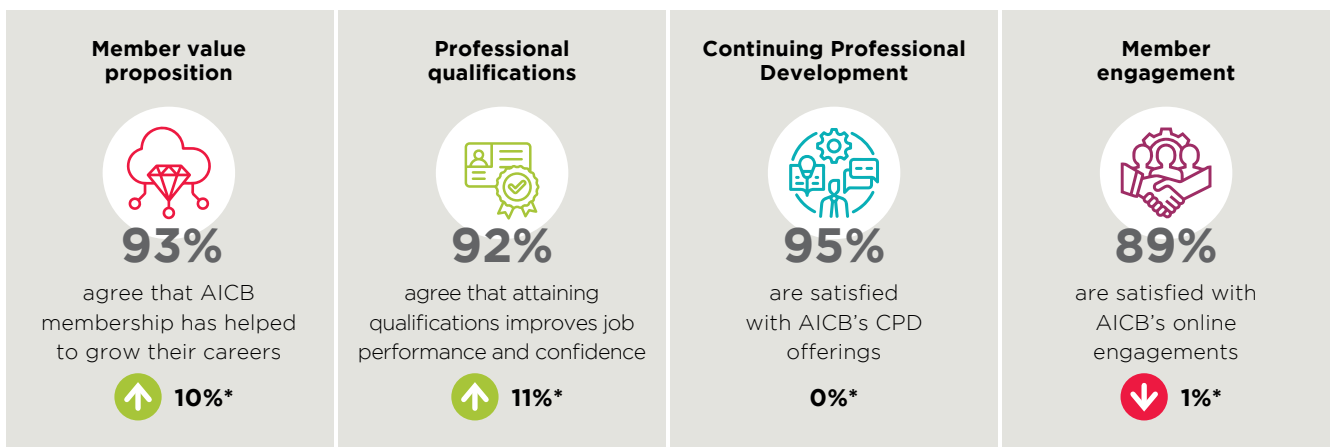 Member value
proposition
93%
agree that AICB
membership has helped
to grow their careers
10%*
Professional
qualifications
92%
agree that attaining
qualifications improves job
performance and confidence
11%*
Continuing Professional
Development
95%
are satisfied
with AICB’s CPD
offerings
0%*
Member
engagement
89%
are satisfied with
AICB’s online
engagements
1%*